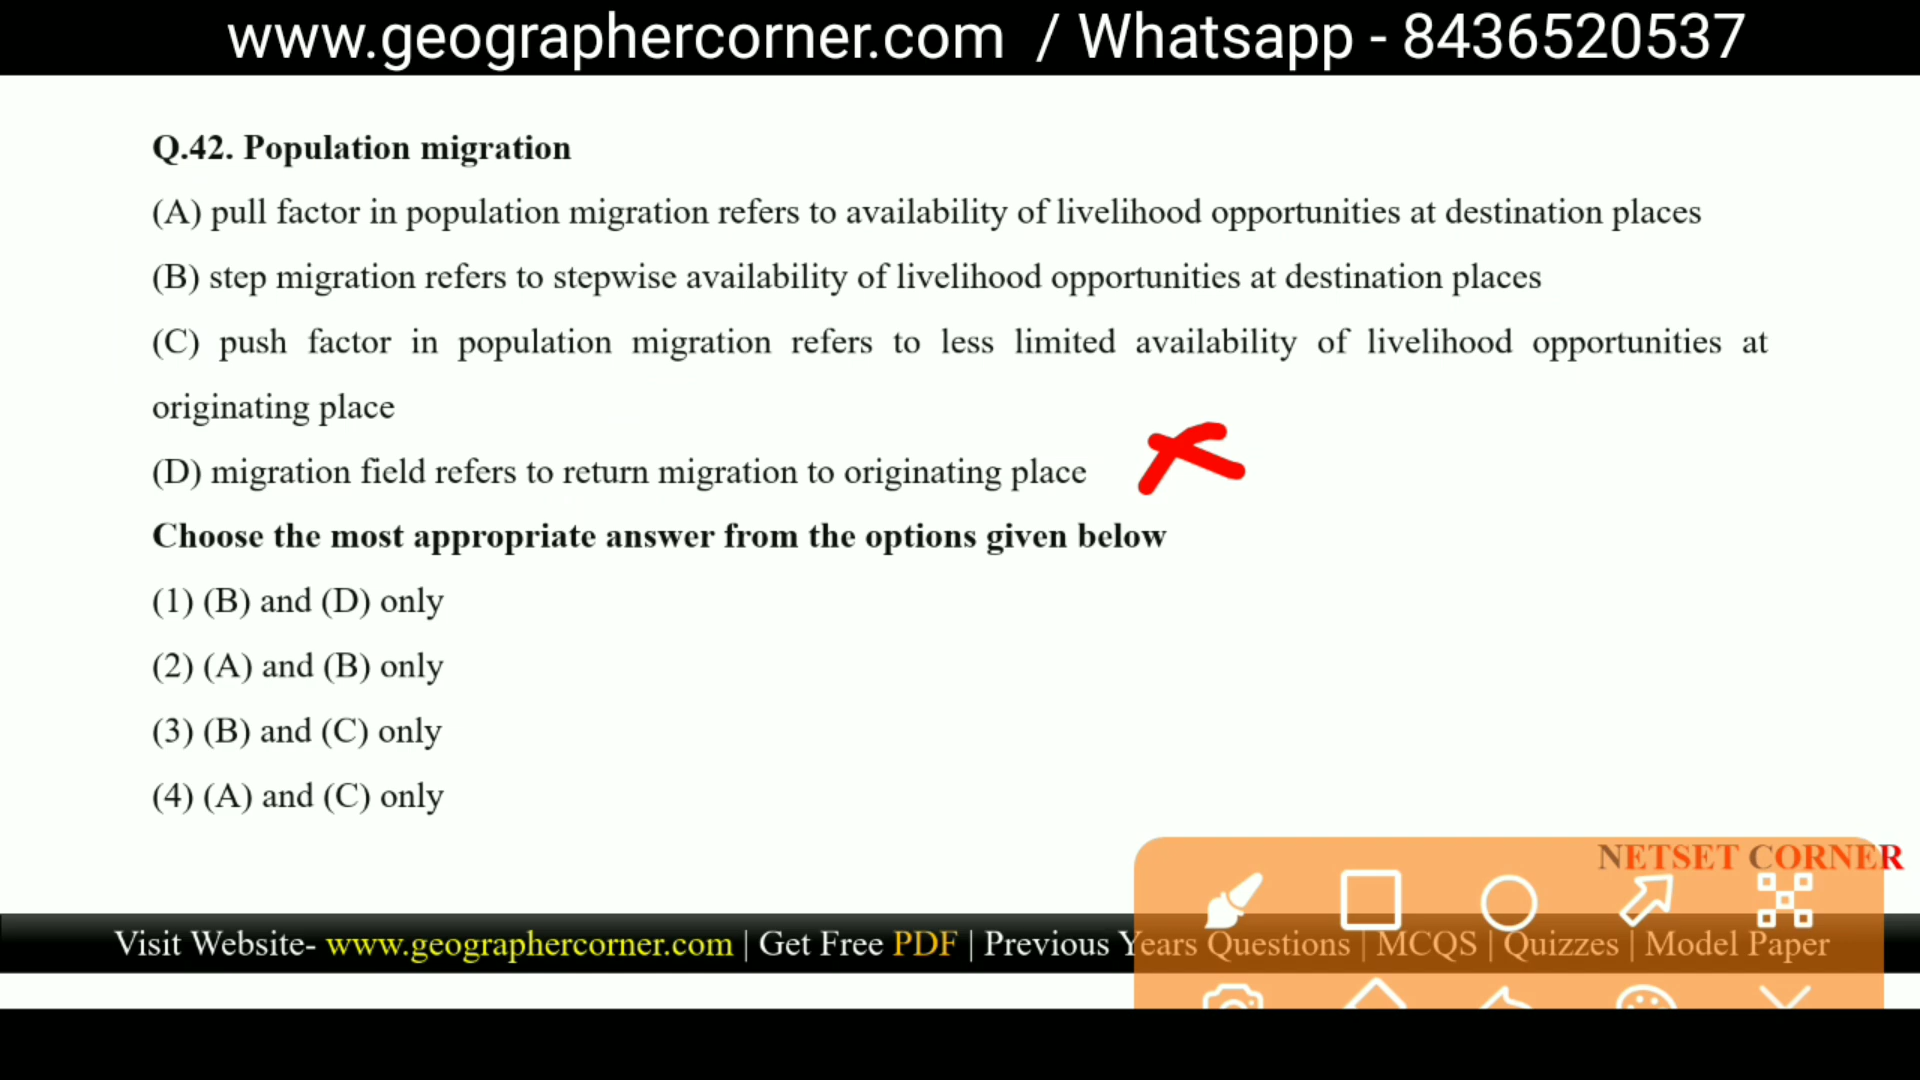 www.geographercorner.com / Whatsapp - 8436520537
Q.42. Population migration
(A) pull factor in population migration refers to availability of livelihood opportunities at destination places
(B) step migration refers to stepwise availability of livelihood opportunities at destination places
(C) push factor in population migration refers to less limited availability of livelihood opportunities at
originating place
(D) migration field refers to return migration to originating place
Choose the most appropriate answer from the options given below
(1) (B) and (D) only
(2) (A) and (B) only
(3) (B) and (C) only
(4) (A) and (C) only
NETSET CORNER
Visit Website- www.geographercorner.com | Get Free PDF | Previous Years Questions | MCQS | Quizzes | Model Paper